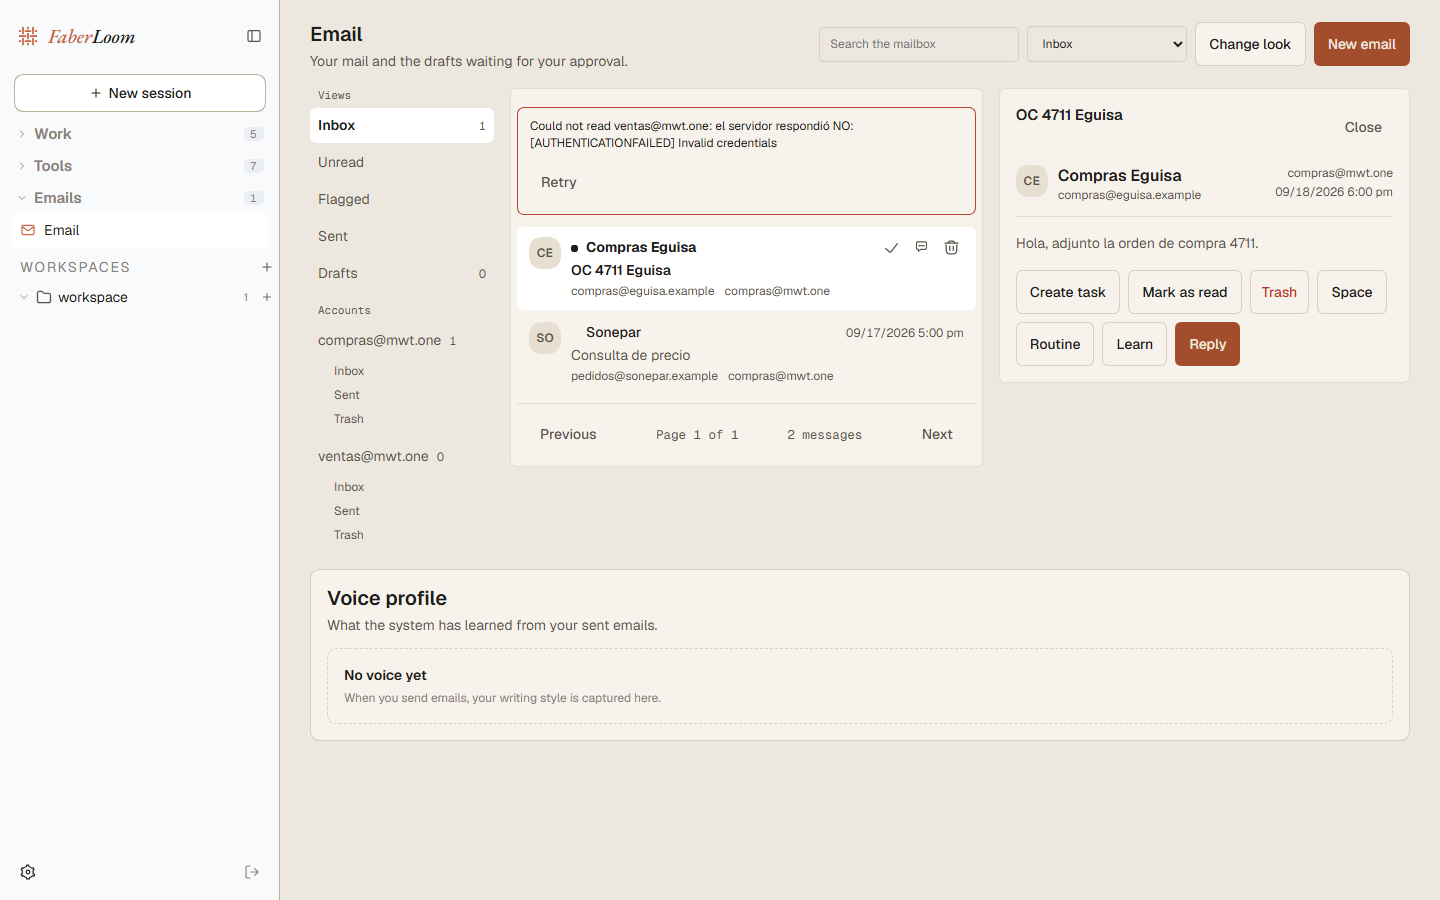 FaberLoom
+ New session
Work 5
Tools 7
Emails 1
Email
WORKSPACES +
workspace 1 +
Email
Your mail and the drafts waiting for your approval.
Search the mailbox
Inbox
Change look
New email
Views
Inbox 1
Unread
Flagged
Sent
Drafts 0
Accounts
compras@mwt.one 1
Inbox
Sent
Trash
ventas@mwt.one 0
Inbox
Sent
Trash
Could not read ventas@mwt.one: el servidor respondió NO:
[AUTHENTICATIONFAILED] Invalid credentials
Retry
CE
Compras Eguisa
OC 4711 Eguisa
compras@eguisa.example compras@mwt.one
SO
Sonepar 09/17/2026 5:00 pm
Consulta de precio
pedidos@sonepar.example compras@mwt.one
Previous Page 1 of 1 2 messages Next
OC 4711 Eguisa
Close
CE
Compras Eguisa compras@mwt.one
compras@eguisa.example 09/18/2026 6:00 pm
Hola, adjunto la orden de compra 4711.
Create task Mark as read Trash Space
Routine Learn Reply
Voice profile
What the system has learned from your sent emails.
No voice yet
When you send emails, your writing style is captured here.